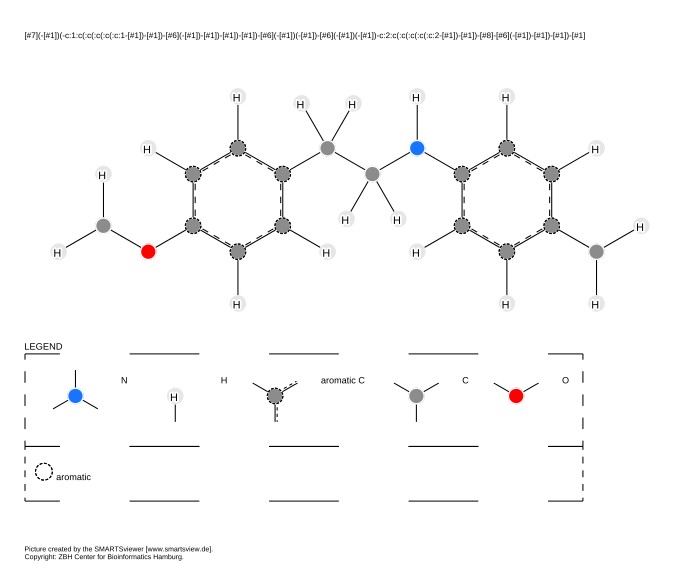 [#7](-[#1])(-c:1:c(:c(:c(:c(:c:1-[#1])-[#1])-[#6](-[#1])-[#1])-[#1])-[#1])-[#6](-[#1])(-[#1])-[#6](-[#1])(-[#1])-c:2:c(:c(:c(:c(:c:2-[#1])-[#1])-[#8]-[#6](-[#1])-[#1])-[#1])-[#1]
H H H H
H H H
H H
H H H
H H H H
H H H
LEGEND
N H aromatic C C O
H
aromatic
Picture created by the SMARTSviewer [www.smartsview.de].
Copyright: ZBH Center for Bioinformatics Hamburg.